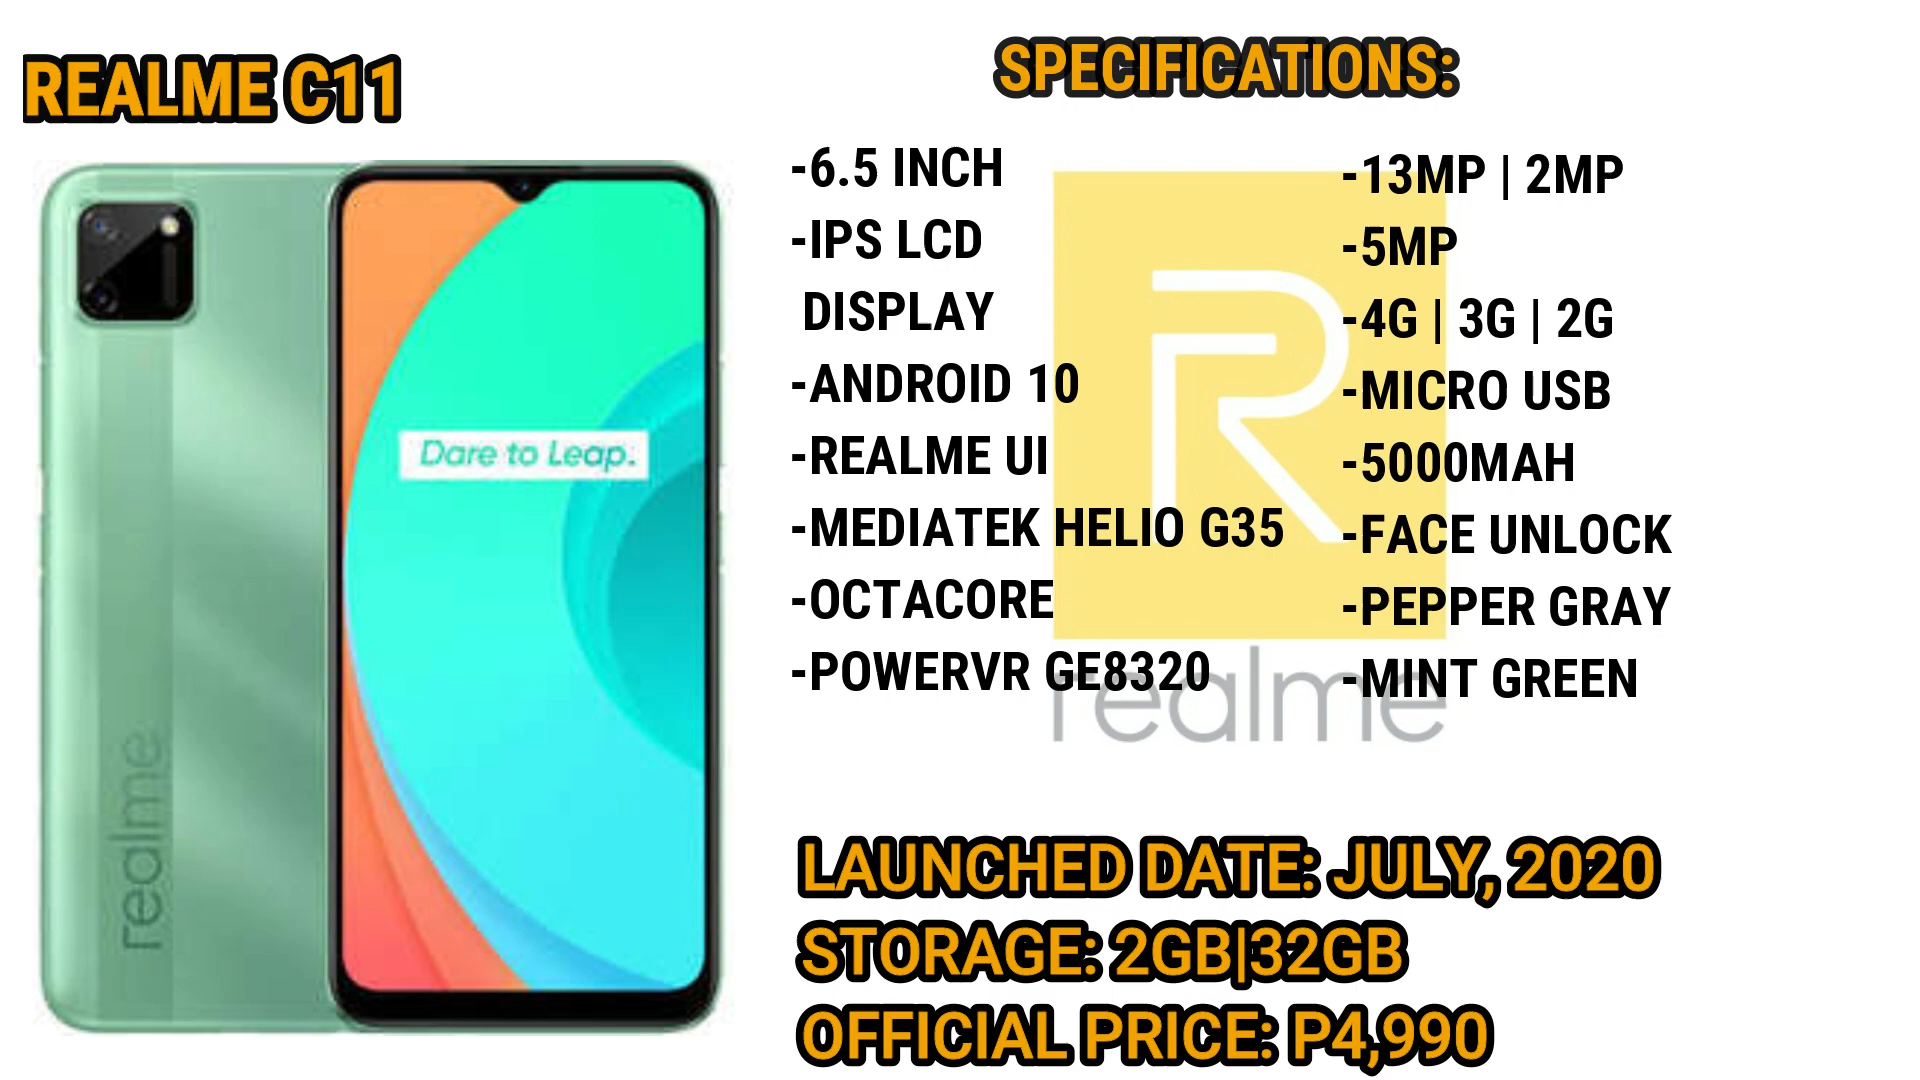 REALME C11
Dare to Leap.
realme
SPECIFICATIONS:
-6.5 INCH
-IPS LCD
DISPLAY
-ANDROID 10
-REALME UI
-MEDIATEK HELIO G35
-OCTACORE
-POWERVR GE8320
-13MP | 2MP
-5MP
-4G | 3G | 2G
-MICRO USB
-5000MAH
-FACE UNLOCK
-PEPPER GRAY
-MINT GREEN
R
realme
LAUNCHED DATE: JULY, 2020
STORAGE: 2GB|32GB
OFFICIAL PRICE: P4,990